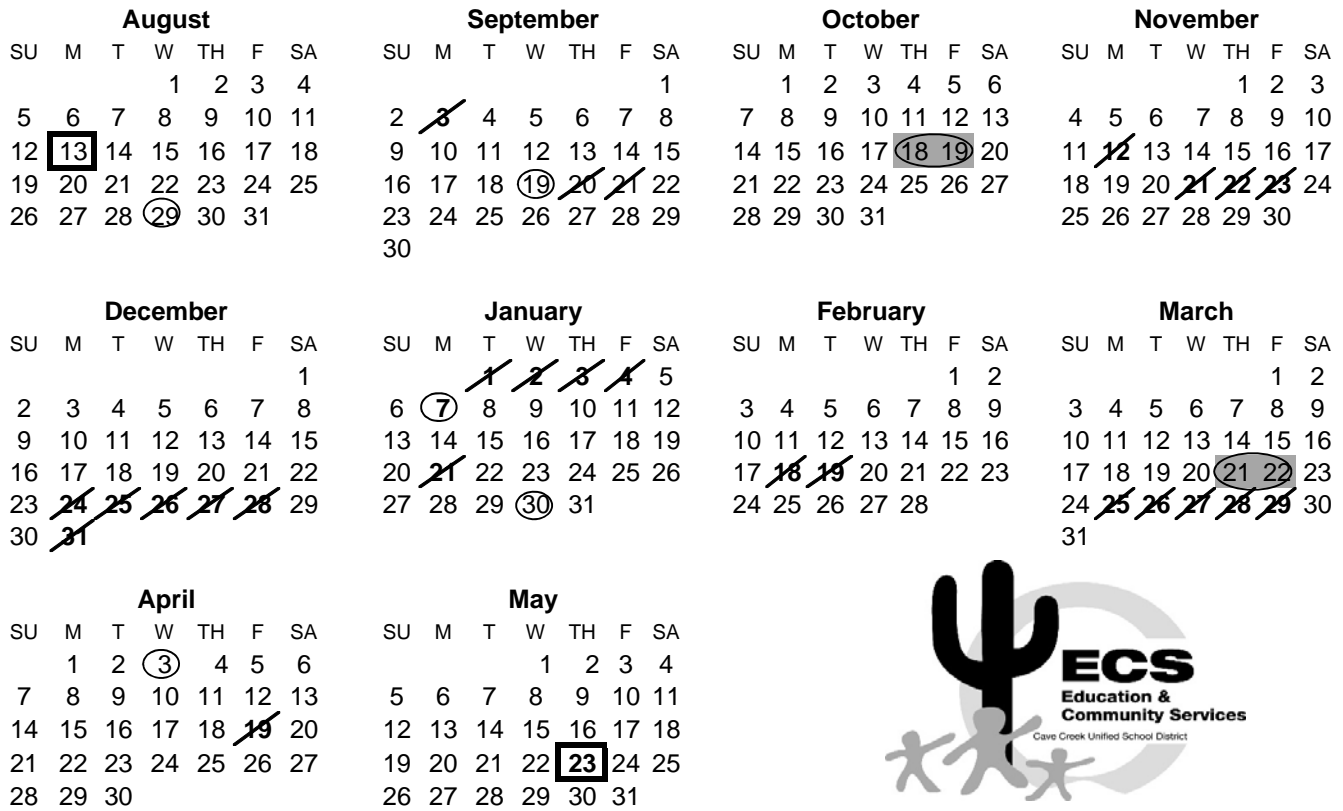 August
SU M T W TH F SA
1 2 3 4
5 6 7 8 9 10 11
12 13 14 15 16 17 18
19 20 21 22 23 24 25
26 27 28 29 30 31
September
SU M T W TH F SA
1
2 3 4 5 6 7 8
9 10 11 12 13 14 15
16 17 18 19 20 21 22
23 24 25 26 27 28 29
30
October
SU M T W TH F SA
1 2 3 4 5 6
7 8 9 10 11 12 13
14 15 16 17 18 19 20
21 22 23 24 25 26 27
28 29 30 31
November
SU M T W TH F SA
1 2 3
4 5 6 7 8 9 10
11 12 13 14 15 16 17
18 19 20 21 22 23 24
25 26 27 28 29 30
December
SU M T W TH F SA
1
2 3 4 5 6 7 8
9 10 11 12 13 14 15
16 17 18 19 20 21 22
23 24 25 26 27 28 29
30 31
January
SU M T W TH F SA
1 2 3 4 5
6 7 8 9 10 11 12
13 14 15 16 17 18 19
20 21 22 23 24 25 26
27 28 29 30 31
February
SU M T W TH F SA
1 2
3 4 5 6 7 8 9
10 11 12 13 14 15 16
17 18 19 20 21 22 23
24 25 26 27 28
March
SU M T W TH F SA
1 2
3 4 5 6 7 8 9
10 11 12 13 14 15 16
17 18 19 20 21 22 23
24 25 26 27 28 29 30
31
April
SU M T W TH F SA
1 2 3 4 5 6
7 8 9 10 11 12 13
14 15 16 17 18 19 20
21 22 23 24 25 26 27
28 29 30
May
SU M T W TH F SA
1 2 3 4
5 6 7 8 9 10 11
12 13 14 15 16 17 18
19 20 21 22 23 24 25
26 27 28 29 30 31
ECS
Education &
Community Services
Cave Creek Unified School District